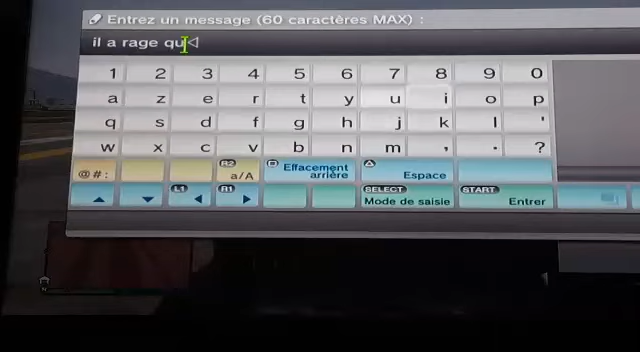 Entrez un message (60 caractères MAX) :
il a rage qu
1 2 3 4 5 6 7 8 9 0
a z e r t y u i o p
q s d f g h j k l '
w x c v b n m , . ?
@#: R2 a/A Effacement arrière Espace
L1 R1 SELECT Mode de saisie START Entrer